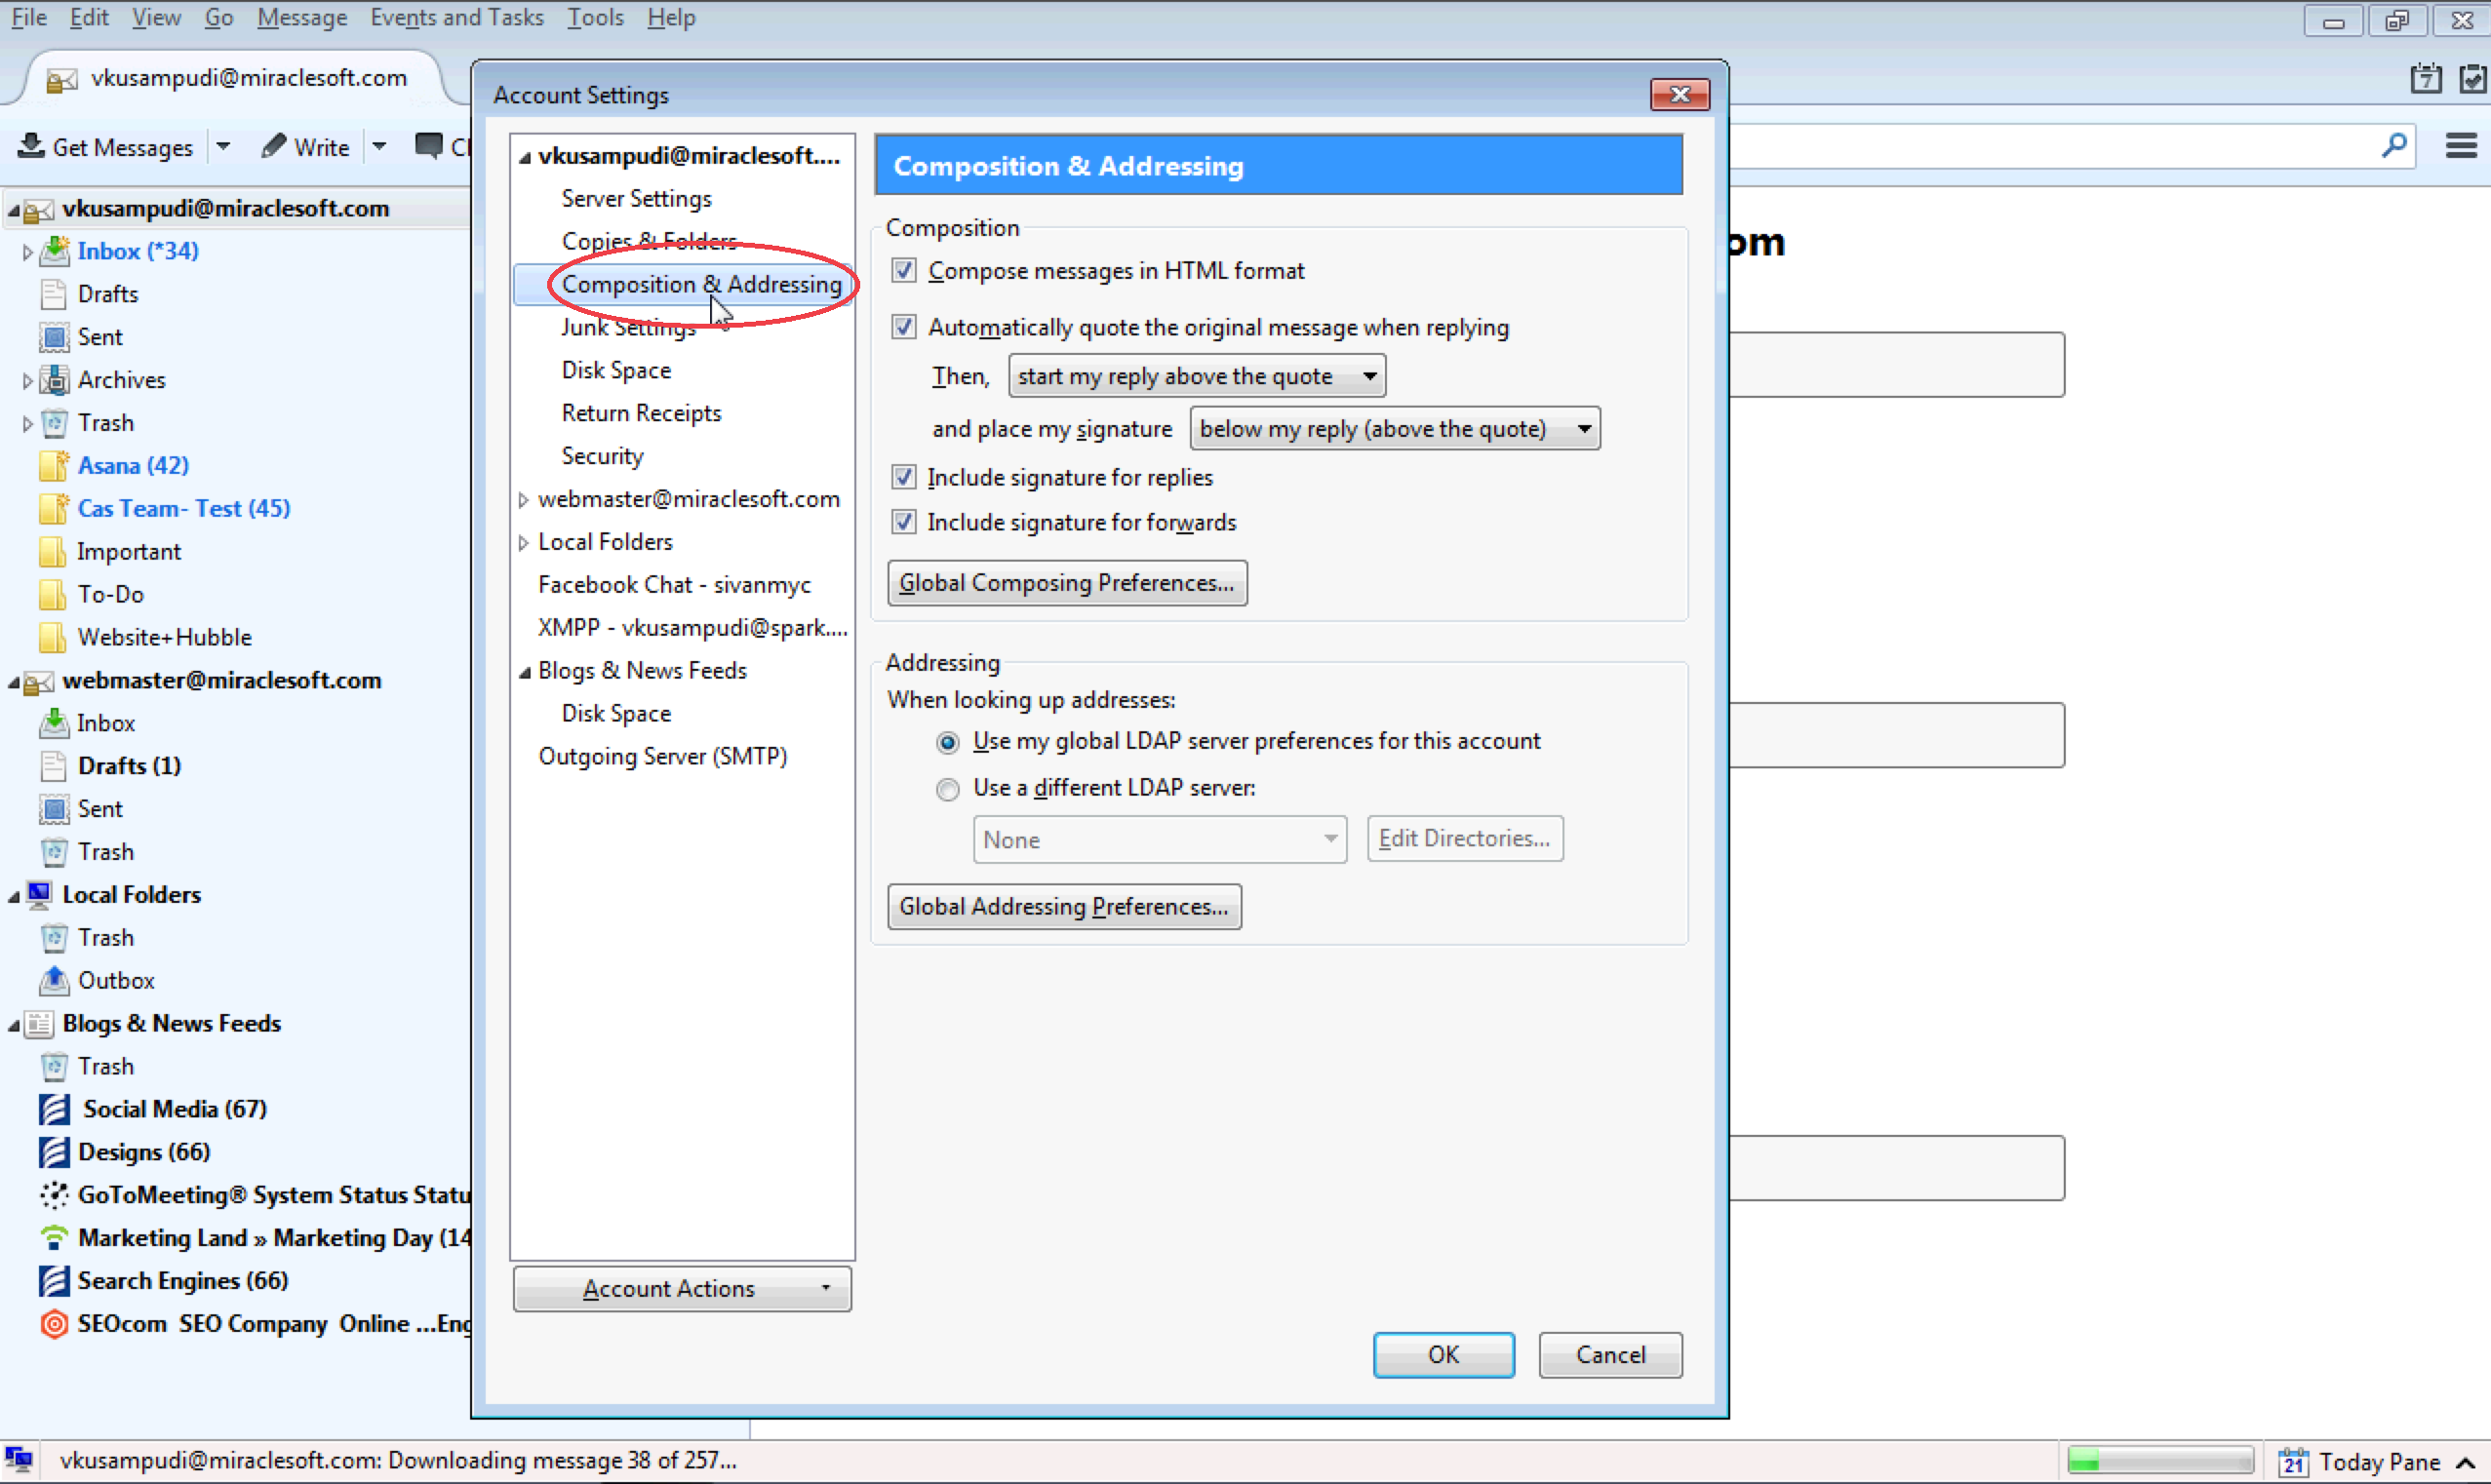 File Edit View Go Message Events and Tasks Tools Help
vkusampudi@miraclesoft.com
7
Get Messages Write
vkusampudi@miraclesoft.com
Inbox (*34)
Drafts
Sent
Archives
Trash
Asana (42)
Cas Team- Test (45)
Important
To-Do
Website+Hubble
webmaster@miraclesoft.com
Inbox
Drafts (1)
Sent
Trash
Local Folders
Trash
Outbox
Blogs & News Feeds
Trash
Social Media (67)
Designs (66)
GoToMeeting® System Status Statu
Marketing Land » Marketing Day (14
Search Engines (66)
SEOcom SEO Company Online ...Eng
Account Settings
vkusampudi@miraclesoft....
Server Settings
Copies & Folders
Composition & Addressing
Junk Settings
Disk Space
Return Receipts
Security
webmaster@miraclesoft.com
Local Folders
Facebook Chat - sivanmyc
XMPP - vkusampudi@spark....
Blogs & News Feeds
Disk Space
Outgoing Server (SMTP)
Account Actions
Composition & Addressing
Composition
Compose messages in HTML format
Automatically quote the original message when replying
Then, start my reply above the quote
and place my signature below my reply (above the quote)
Include signature for replies
Include signature for forwards
Global Composing Preferences...
Addressing
When looking up addresses:
Use my global LDAP server preferences for this account
Use a different LDAP server:
None Edit Directories...
Global Addressing Preferences...
OK Cancel
om
vkusampudi@miraclesoft.com: Downloading message 38 of 257...
21 Today Pane